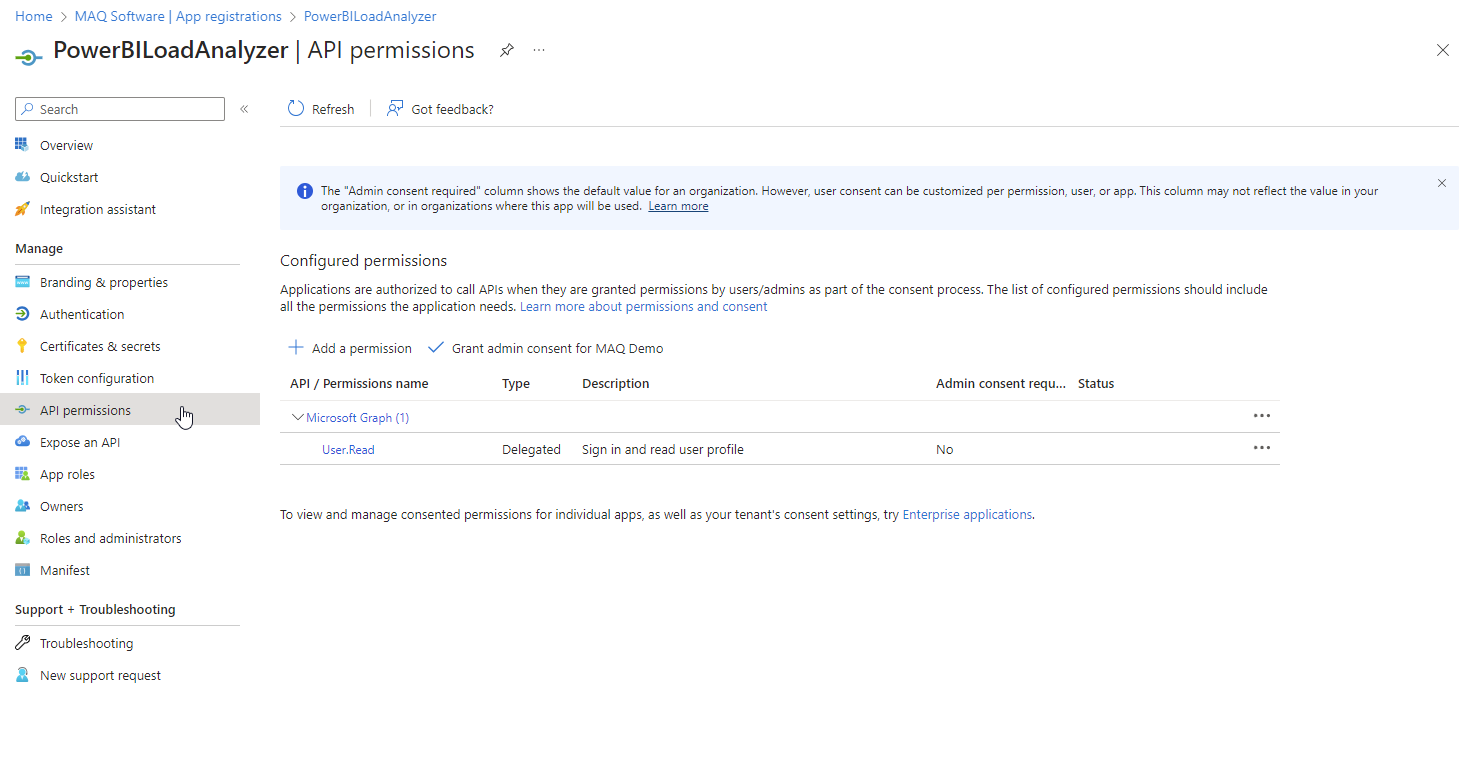 Home > MAQ Software | App registrations > PowerBILoadAnalyzer
PowerBILoadAnalyzer | API permissions ...
Search
Overview
Quickstart
Integration assistant
Manage
Branding & properties
Authentication
Certificates & secrets
Token configuration
API permissions
Expose an API
App roles
Owners
Roles and administrators
Manifest
Support + Troubleshooting
Troubleshooting
New support request
Refresh
Got feedback?
The "Admin consent required" column shows the default value for an organization. However, user consent can be customized per permission, user, or app. This column may not reflect the value in your
organization, or in organizations where this app will be used. Learn more
Configured permissions
Applications are authorized to call APIs when they are granted permissions by users/admins as part of the consent process. The list of configured permissions should include
all the permissions the application needs. Learn more about permissions and consent
Add a permission
Grant admin consent for MAQ Demo
API / Permissions name Type Description Admin consent requ... Status
Microsoft Graph (1)
User.Read Delegated Sign in and read user profile No
To view and manage consented permissions for individual apps, as well as your tenant's consent settings, try Enterprise applications.